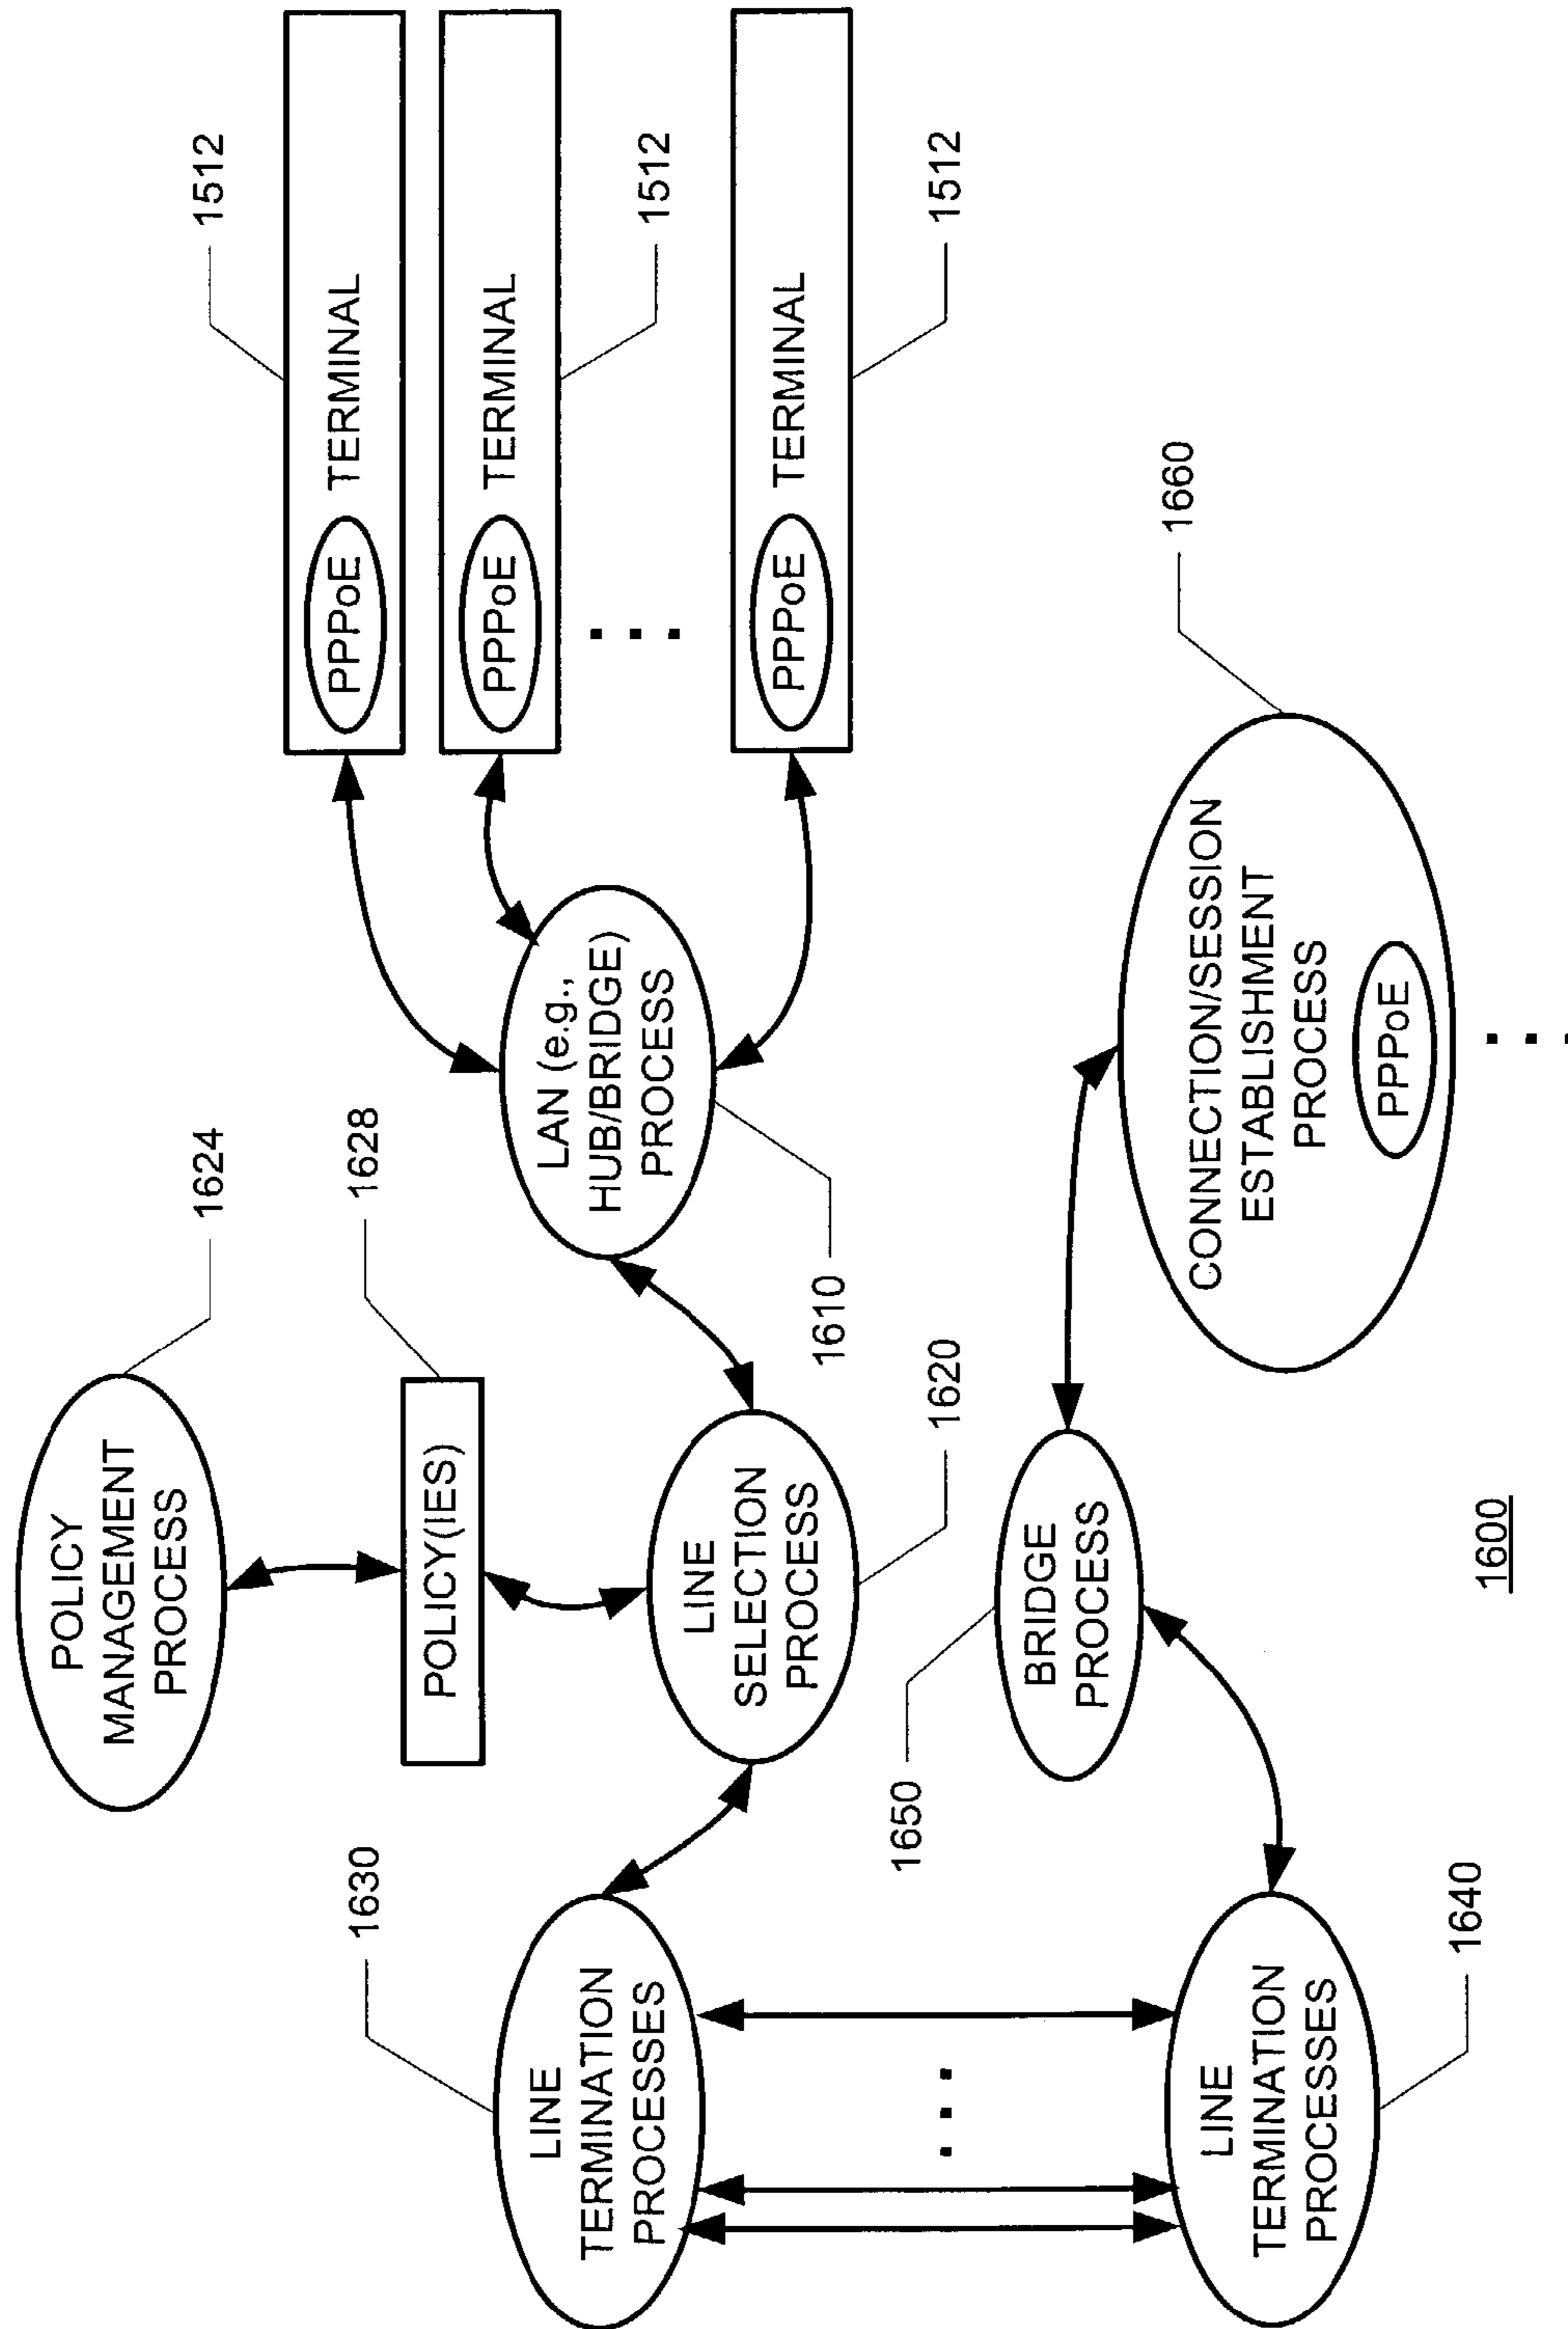 POLICY
MANAGEMENT
PROCESS
1624
POLICY(IES)
1628
LINE
TERMINATION
PROCESSES
1630
LINE
SELECTION
PROCESS
1620
LAN (e.g.,
HUB/BRIDGE)
PROCESS
1610
PPPoE TERMINAL
1512
PPPoE TERMINAL
1512
. . .
PPPoE TERMINAL
1512
. . .
LINE
TERMINATION
PROCESSES
1640
BRIDGE
PROCESS
1650
CONNECTION/SESSION
ESTABLISHMENT
PROCESS
PPPoE
1660
. . .
1600